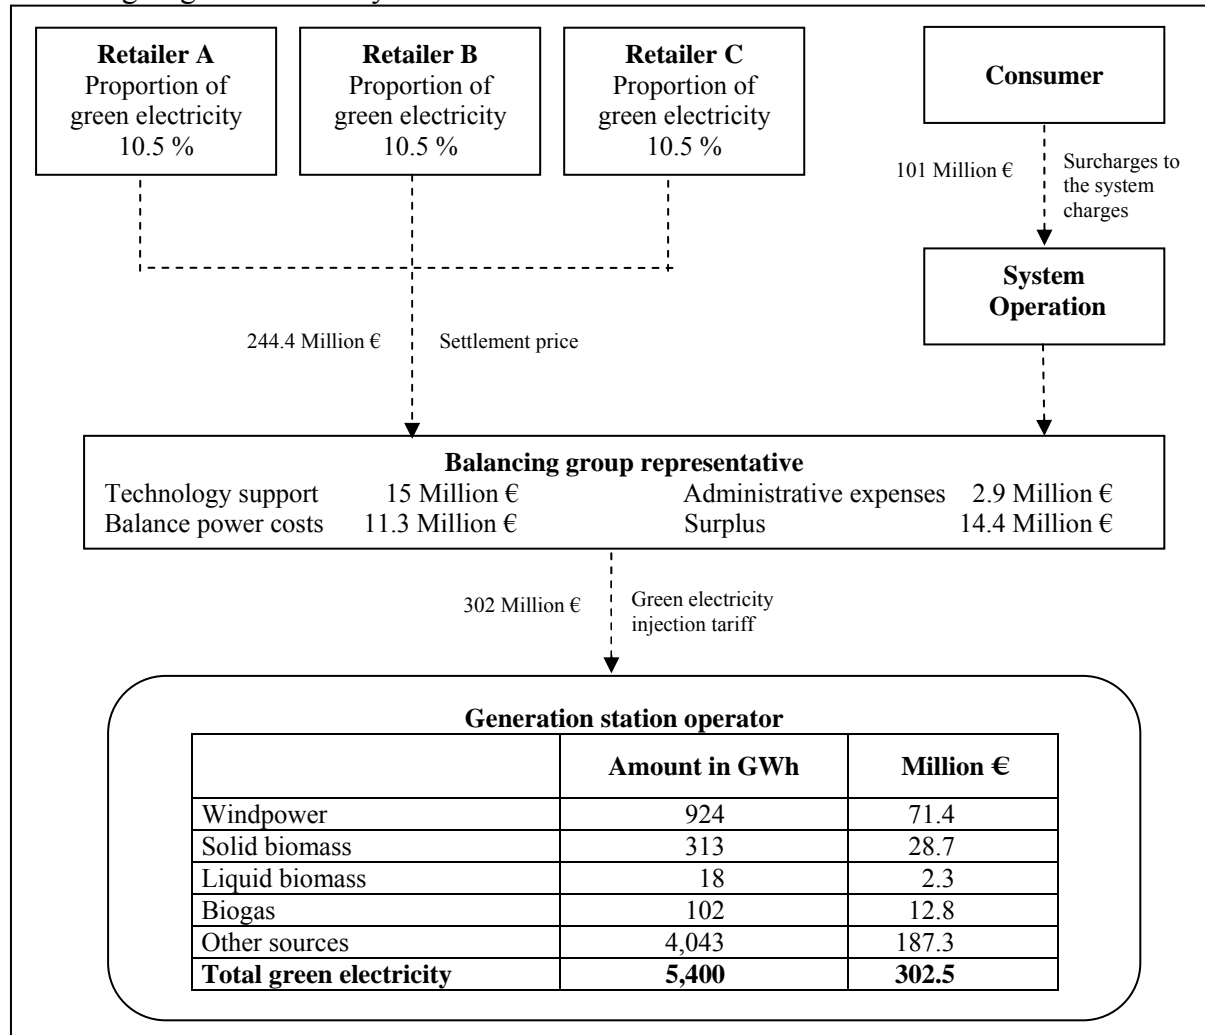 Retailer A
Proportion of
green electricity
10.5 %
Retailer B
Proportion of
green electricity
10.5 %
Retailer C
Proportion of
green electricity
10.5 %
Consumer
101 Million €
Surcharges to
the system
charges
System
Operation
244.4 Million €
Settlement price
Balancing group representative
Technology support 15 Million € Administrative expenses 2.9 Million €
Balance power costs 11.3 Million € Surplus 14.4 Million €
302 Million €
Green electricity
injection tariff
Generation station operator
Amount in GWh Million €
Windpower 924 71.4
Solid biomass 313 28.7
Liquid biomass 18 2.3
Biogas 102 12.8
Other sources 4,043 187.3
Total green electricity 5,400 302.5